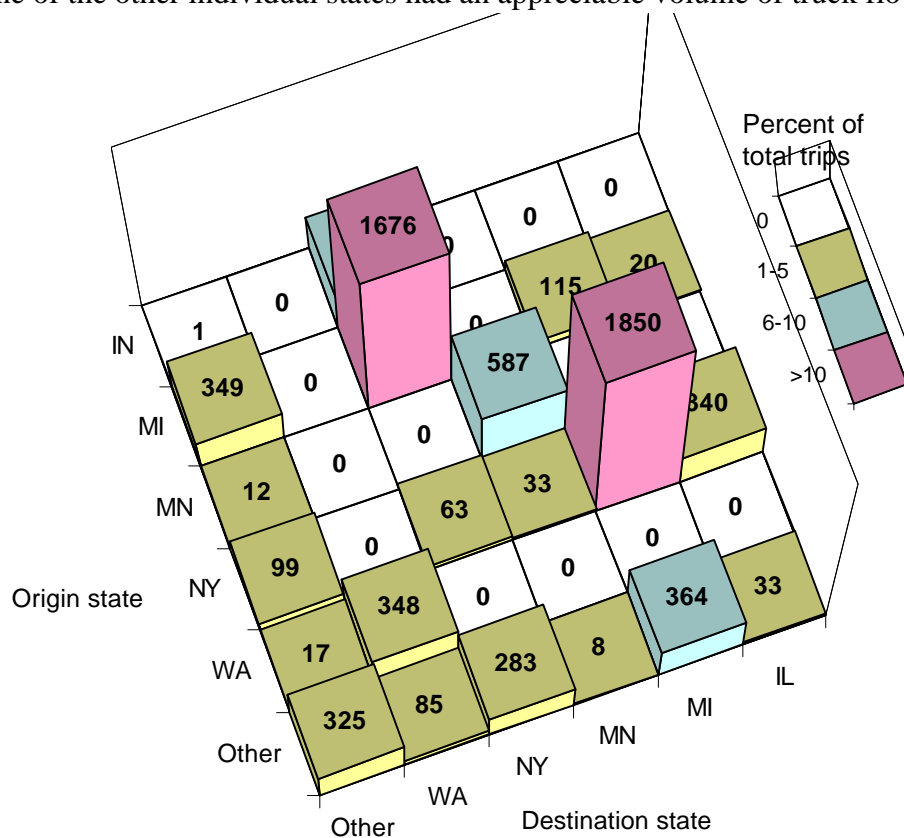 of the other individual states had an appreciable volume of truck
Percent of
total trips
0
1-5
6-10
>10
IN
1
0
0
0
0
MI
349
0
1676
0
115
20
MN
12
0
0
587
NY
99
0
63
33
1850
340
WA
17
348
0
0
0
0
Other
325
85
283
8
364
33
Origin state
Other
WA
NY
MN
MI
IL
Destination state